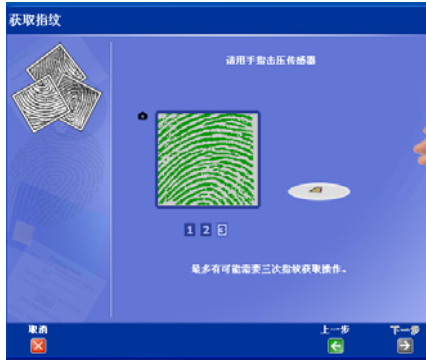 获取指纹
请用手指击压传感器
1 2 3
最多有可能需要三次指纹获取操作。
取消
上一步
下一步